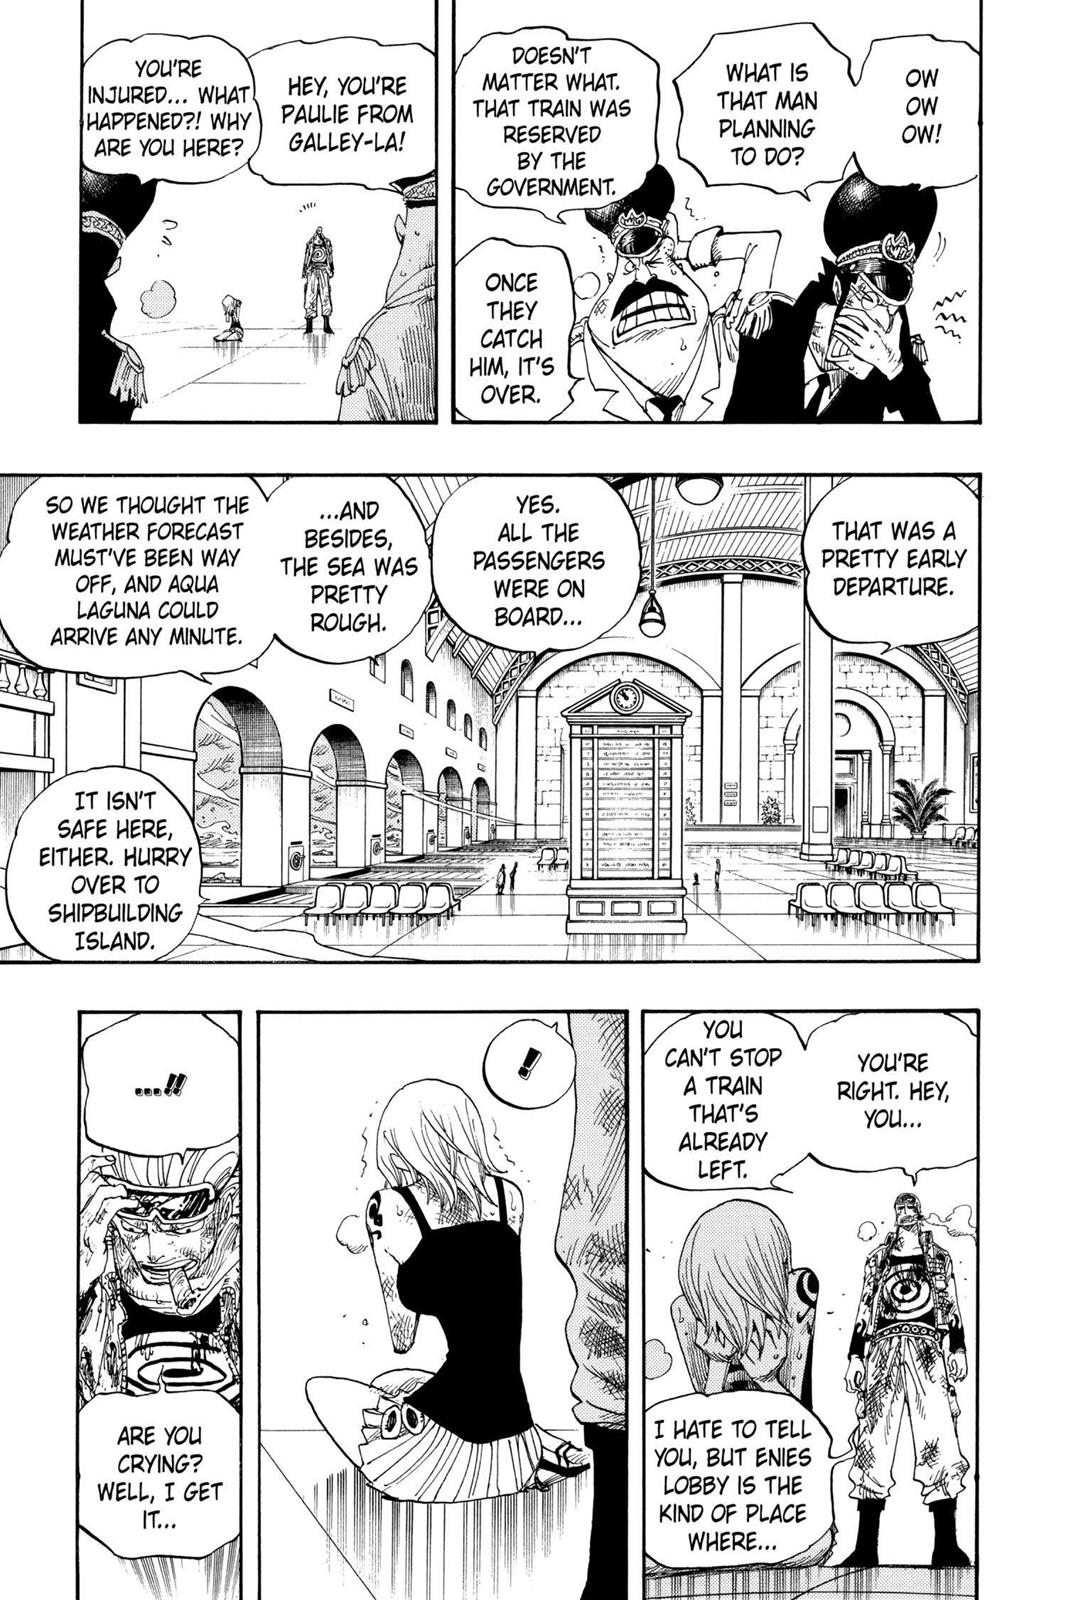 OW
OW
OW!
WHAT IS
THAT MAN
PLANNING
TO DO?
DOESN'T
MATTER WHAT.
THAT TRAIN WAS
RESERVED
BY THE
GOVERNMENT.
ONCE
THEY
CATCH
HIM, IT'S
OVER.
HEY, YOU'RE
PAULIE FROM
GALLEY-LA!
YOU'RE
INJURED... WHAT
HAPPENED?! WHY
ARE YOU HERE?
THAT WAS A
PRETTY EARLY
DEPARTURE.
YES.
ALL THE
PASSENGERS
WERE ON
BOARD...
...AND
BESIDES,
THE SEA WAS
PRETTY
ROUGH.
SO WE THOUGHT THE
WEATHER FORECAST
MUST'VE BEEN WAY
OFF, AND AQUA
LAGUNA COULD
ARRIVE ANY MINUTE.
IT ISN'T
SAFE HERE,
EITHER. HURRY
OVER TO
SHIPBUILDING
ISLAND.
YOU'RE
RIGHT. HEY,
YOU...
YOU
CAN'T STOP
A TRAIN
THAT'S
ALREADY
LEFT.
I HATE TO TELL
YOU, BUT ENIES
LOBBY IS THE
KIND OF PLACE
WHERE...
!
...!!
ARE YOU
CRYING?
WELL, I GET
IT...